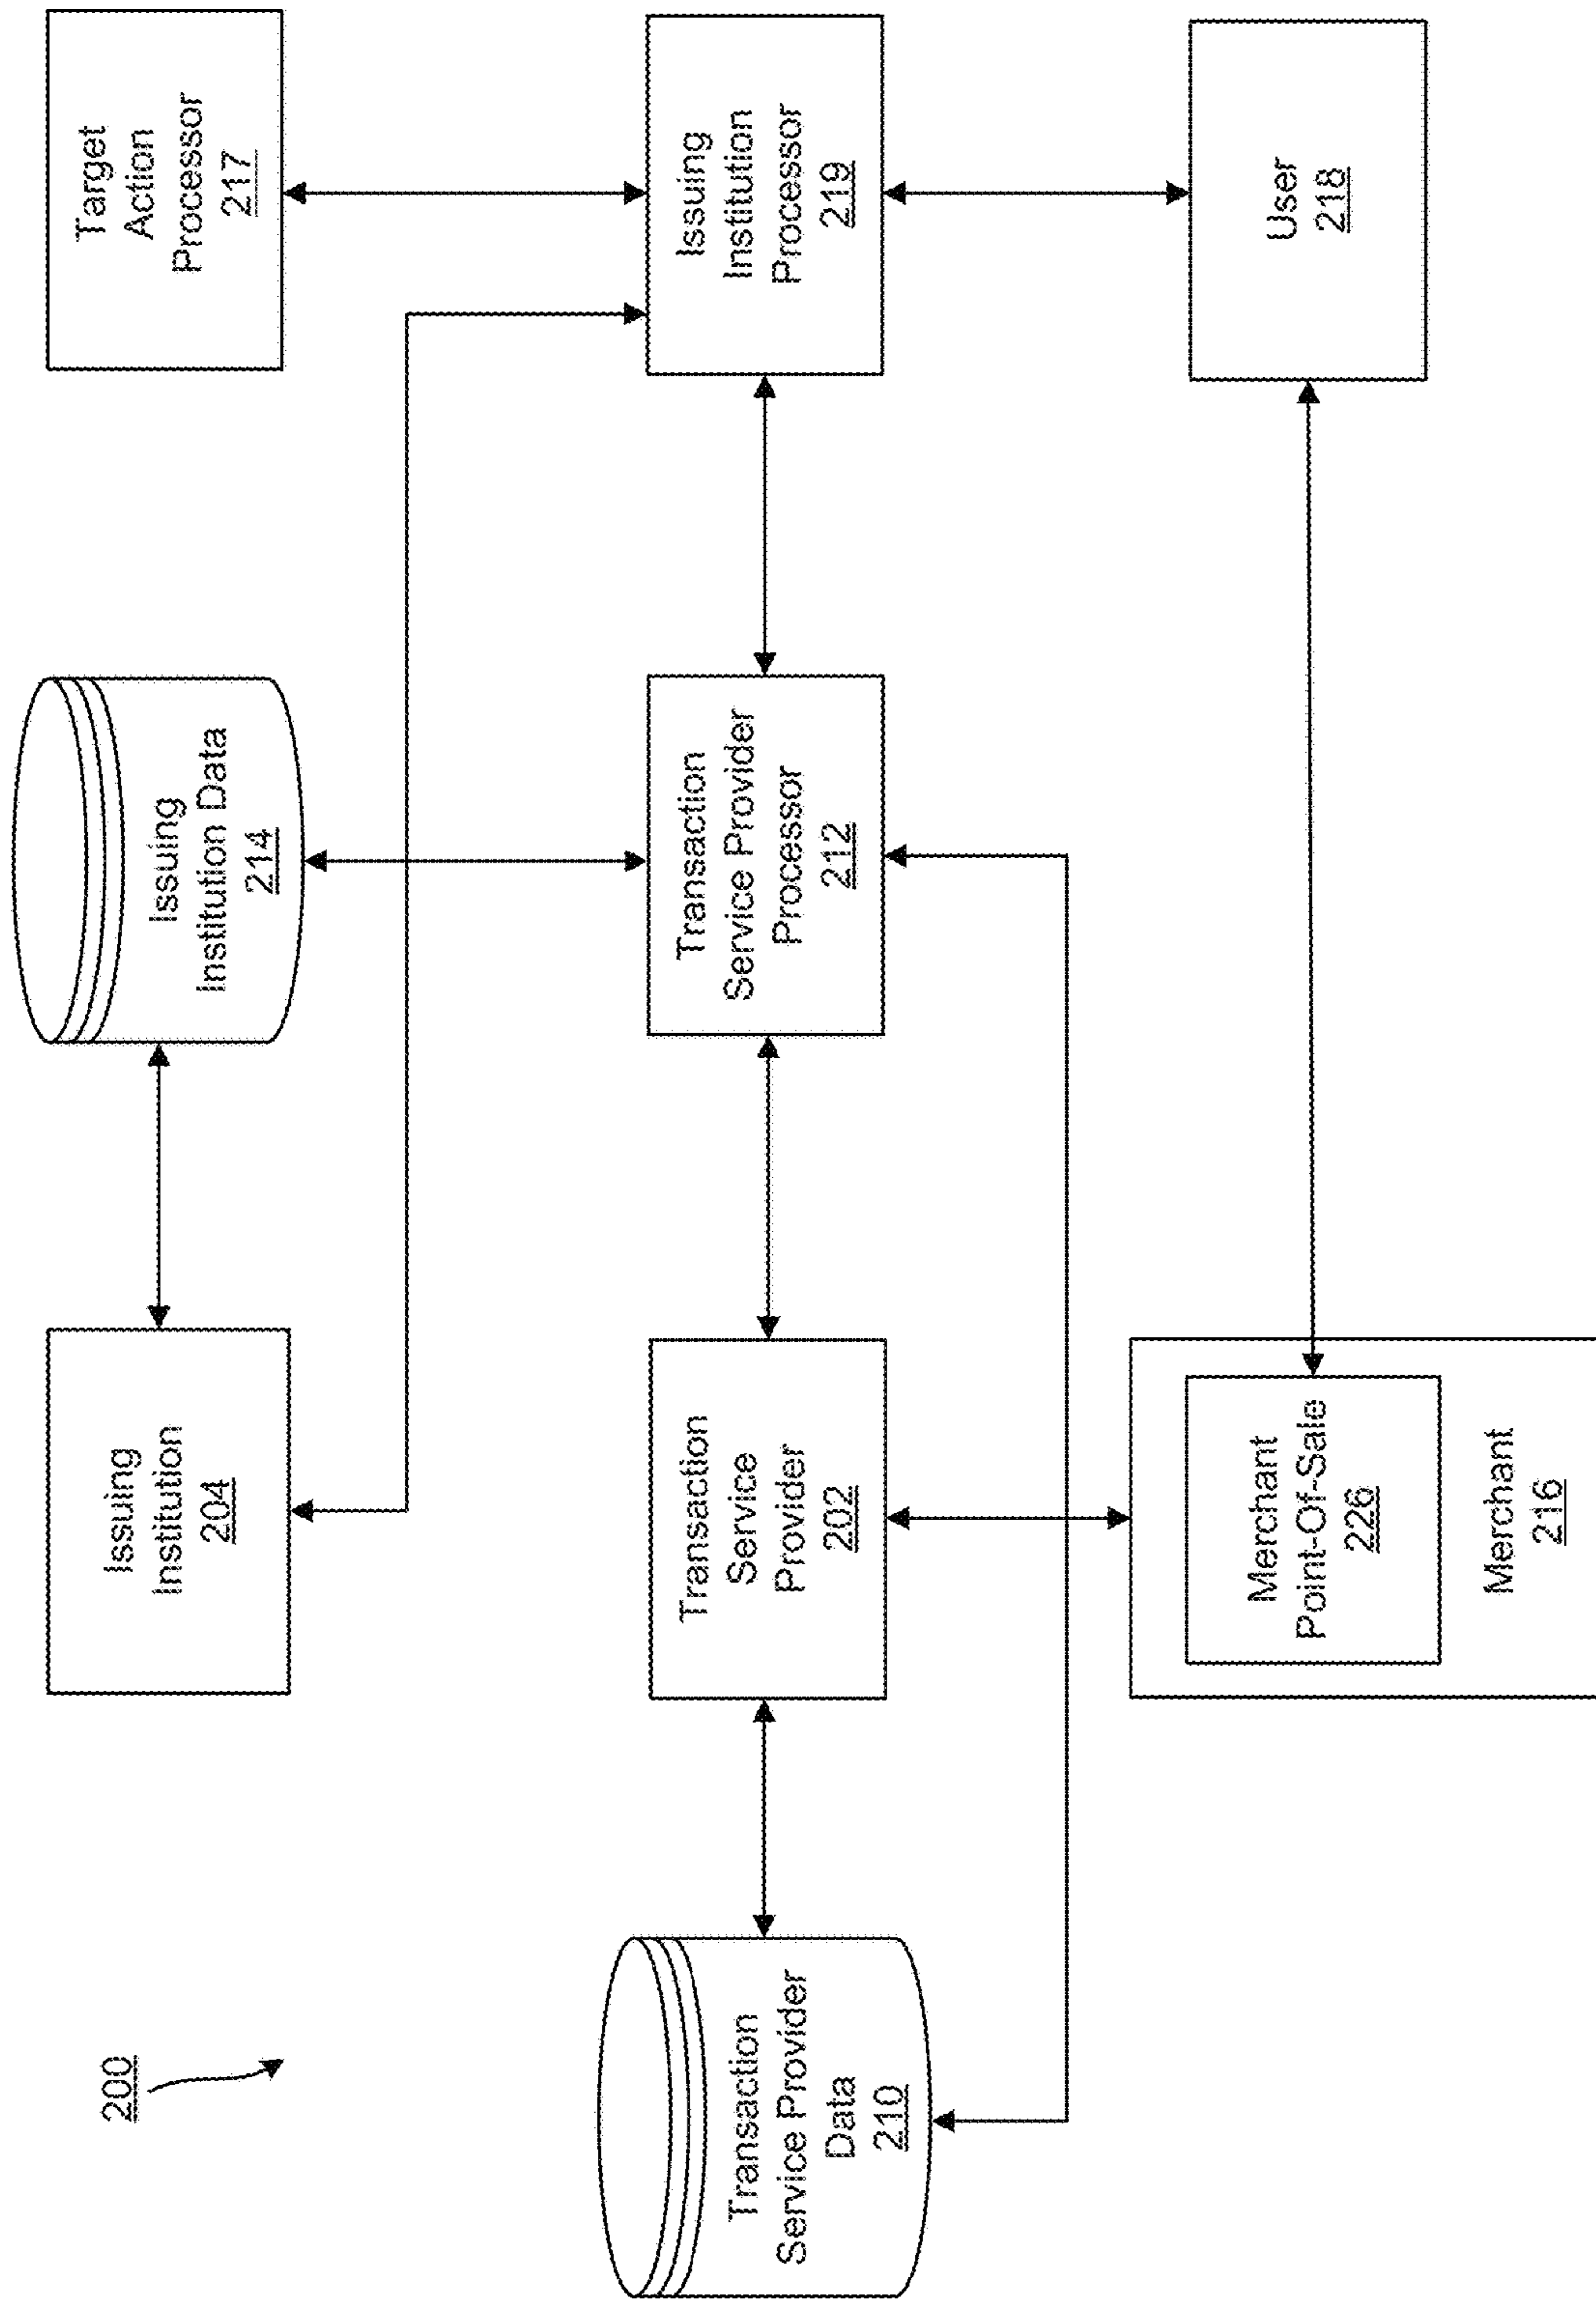 200
Issuing
Institution
204
Issuing
Institution Data
214
Target
Action
Processor
217
Transaction
Service Provider
Data
210
Transaction
Service
Provider
202
Transaction
Service Provider
Processor
212
Issuing
Institution
Processor
219
Merchant
Point-Of-Sale
226
Merchant
216
User
218